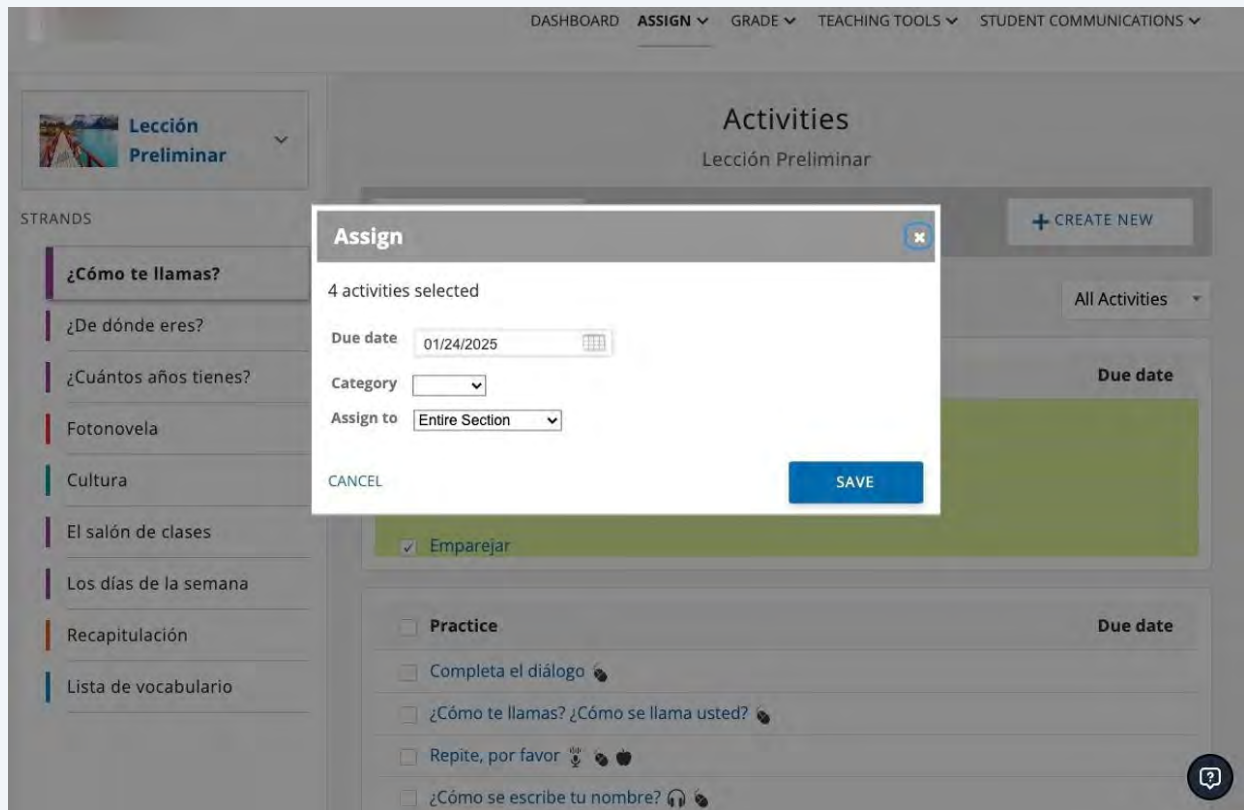 DASHBOARD ASSIGN GRADE TEACHING TOOLS STUDENT COMMUNICATIONS
Lección
Preliminar
STRANDS
¿Cómo te llamas?
¿De dónde eres?
¿Cuántos años tienes?
Fotonovela
Cultura
El salón de clases
Los días de la semana
Recapitulación
Lista de vocabulario
Activities
Lección Preliminar
+ CREATE NEW
All Activities
Due date
Assign
4 activities selected
Due date 01/24/2025
Category
Assign to Entire Section
CANCEL SAVE
Emparejar
Practice Due date
Completa el diálogo
¿Cómo te llamas? ¿Cómo se llama usted?
Repite, por favor
¿Cómo se escribe tu nombre?